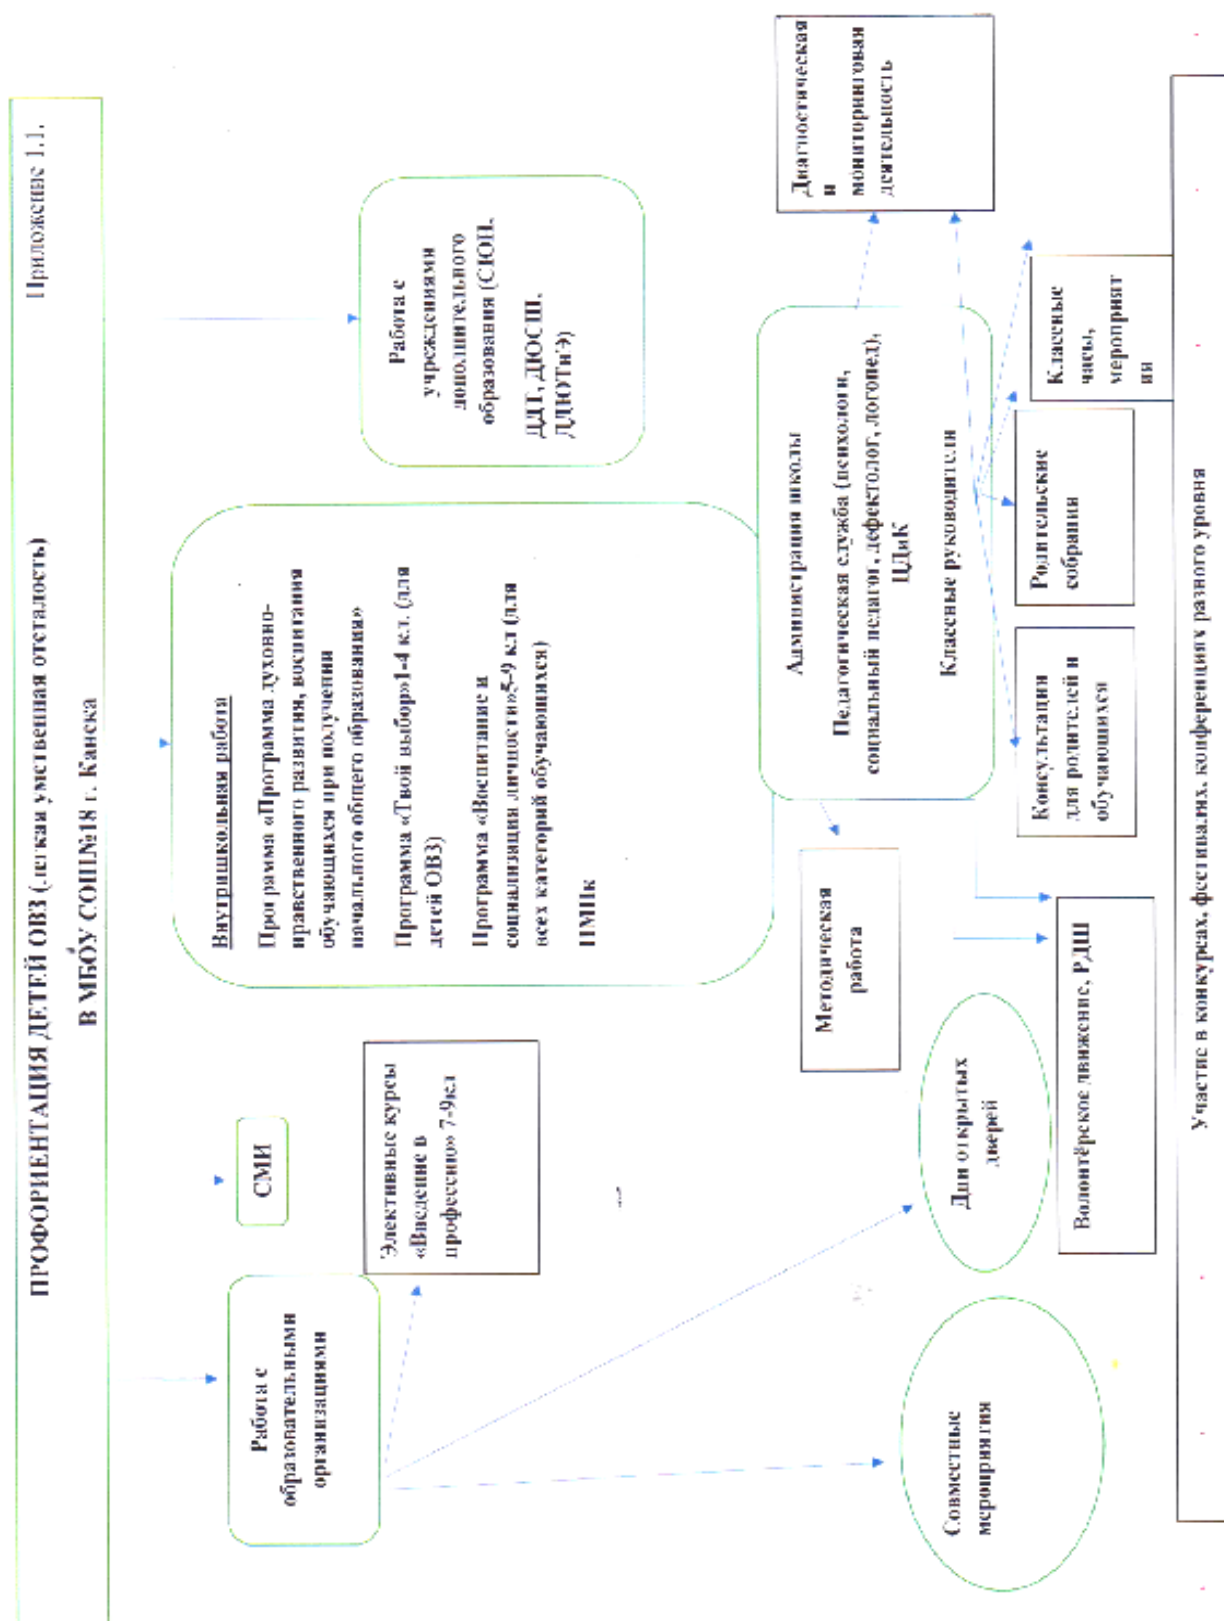 Приложение 1.1.
ПРОФОРИЕНТАЦИЯ ДЕТЕЙ ОВЗ (легкая умственная отсталость)
В МБОУ СОШ№18 г. Канска
Работа с
образовательными
организациями
СМИ
Элективные курсы
«Введение в
профессию» 7-9кл
Внутришкольная работа
Программа «Программа духовно-
нравственного развития, воспитания
обучающихся при получении
начального общего образования»
Программа «Твой выбор»1-4 кл. (для
детей ОВЗ)
Программа «Воспитание и
социализация личности»5-9 кл (для
всех категорий обучающихся)
ПМПк
Работа с
учреждениями
дополнительного
образования (СЮН,
ДДТ, ДЮСШ,
ДДЮТиЭ)
Администрация школы
Педагогическая служба (психологи,
социальный педагог, дефектолог, логопед),
ЦДиК
Классные руководители
Диагностическая
и
мониторинговая
деятельность
Методическая
работа
Совместные
мероприятия
Дни открытых
дверей
Волонтёрское движение, РДШ
Консультации
для родителей и
обучающихся
Родительские
собрания
Классные
часы,
мероприят
ия
Участие в конкурсах, фестивалях, конференциях разного уровня